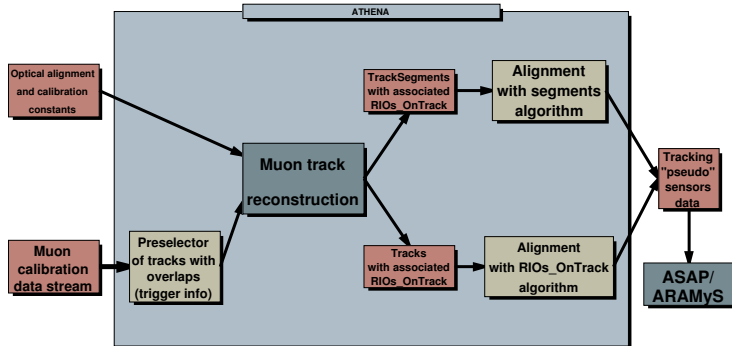 ATHENA
Optical alignment
and calibration
constants
TrackSegments
with associated
RIOs_OnTrack
Alignment
with segments
algorithm
Muon track
reconstruction
Tracking
"pseudo"
sensors
data
Muon
calibration
data stream
Preselector
of tracks with
overlaps
(trigger info)
Tracks
with associated
RIOs_OnTrack
Alignment
with RIOs_OnTrack
algorithm
ASAP/
ARAMyS